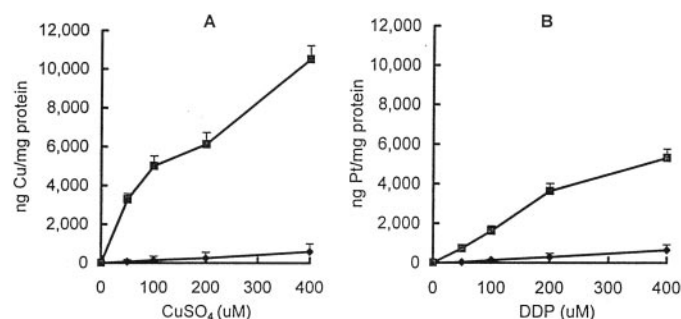 A
12,000
10,000
8,000
6,000
4,000
2,000
0
ng Cu/mg protein
0 100 200 300 400
CuSO4 (uM)
B
12,000
10,000
8,000
6,000
4,000
2,000
0
ng Pt/mg protein
0 100 200 300 400
DDP (uM)